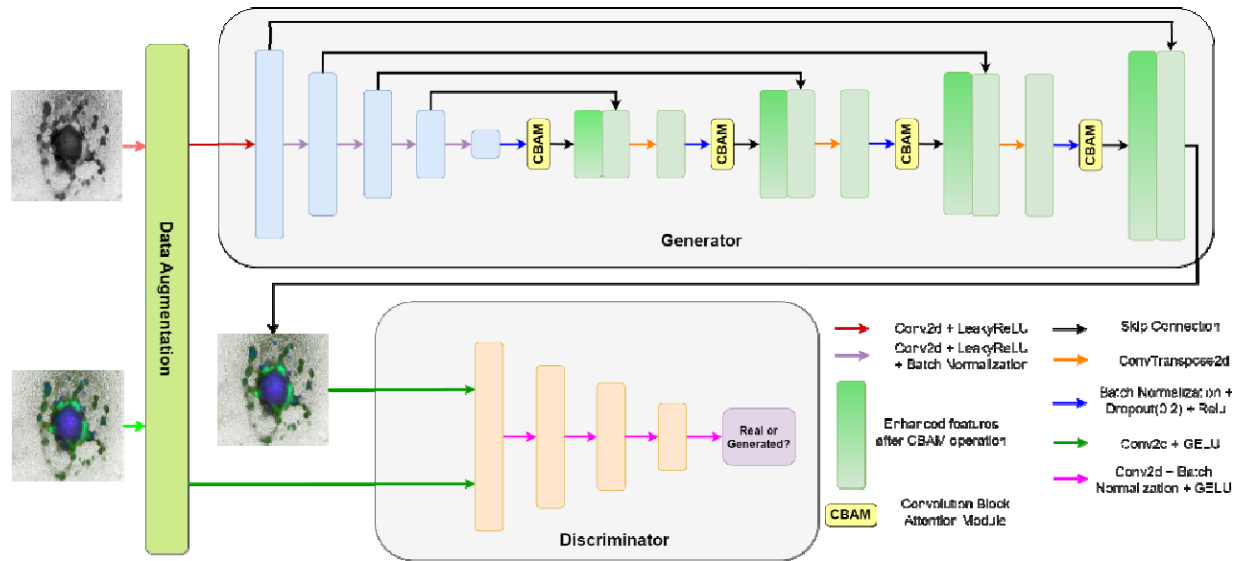 CBAM
CBAM
CBAM
CBAM
Generator
Data Augmentation
Real or
Generated?
Discriminator
Conv2d + LeakyReLU
Conv2d + LeakyReLU
+ Batch Normalization
Enhanced features
after CBAM operation
CBAM
Convolution Block
Attention Module
Skip Connection
ConvTranspose2d
Batch Normalization +
Dropout(0.2) + Relu
Conv2d + GELU
Conv2d + Batch
Normalization + GELU